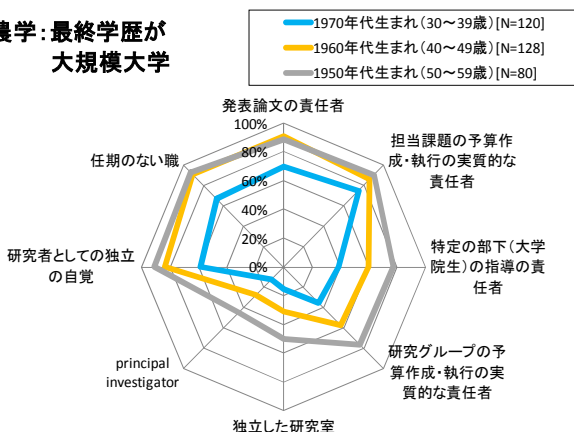 農学：最終学歴が
大規模大学
1970年代生まれ（30～39歳）[N=120]
1960年代生まれ（40～49歳）[N=128]
1950年代生まれ（50～59歳）[N=80]
発表論文の責任者
担当課題の予算作
成・執行の実質的な
責任者
特定の部下（大学
院生）の指導の責
任者
研究グループの予
算作成・執行の実
質的な責任者
独立した研究室
principal
investigator
研究者としての独立
の自覚
任期のない職
100%
80%
60%
40%
20%
0%